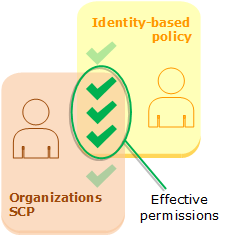 Identity-based
policy
Organizations
SCP
Effective
permissions